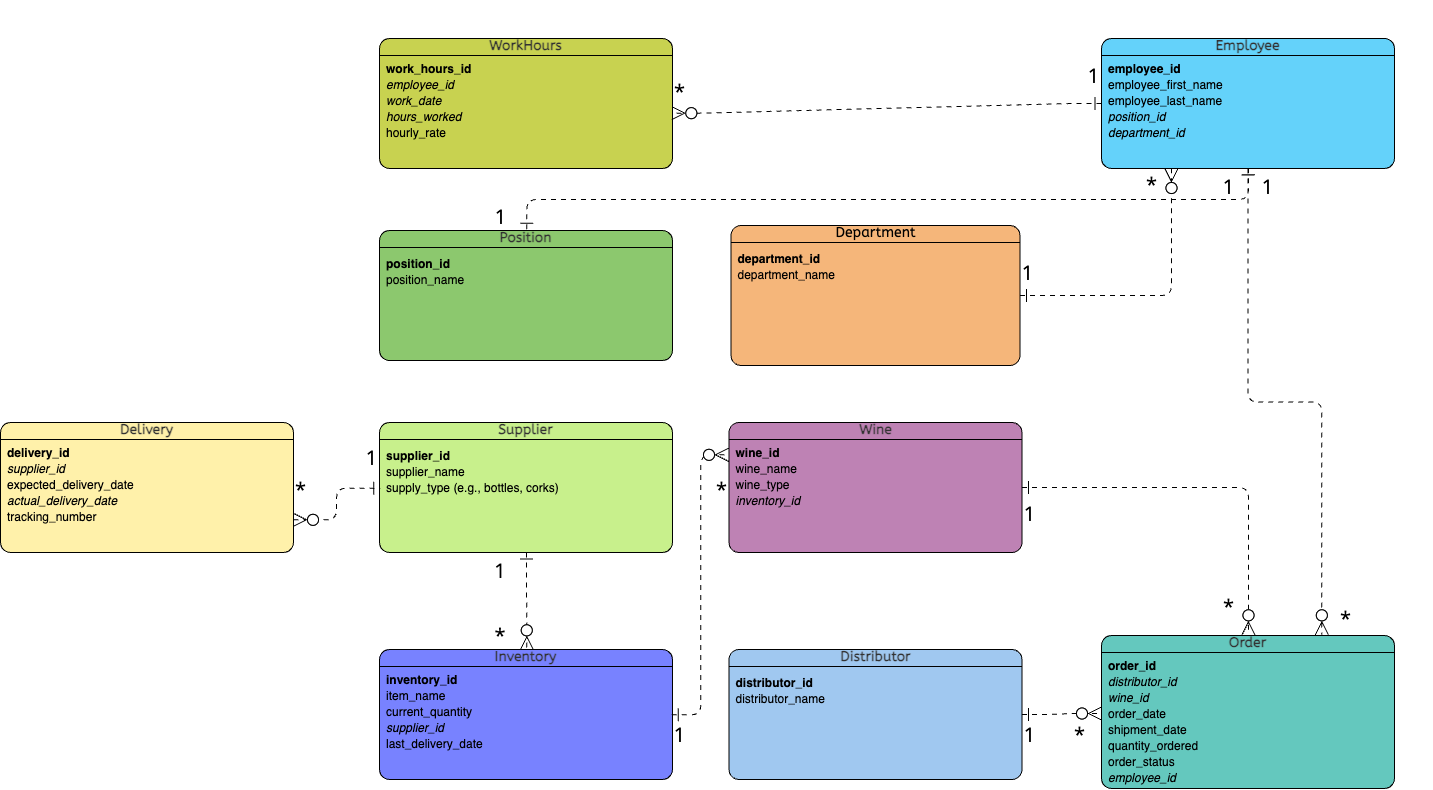 WorkHours
work_hours_id
employee_id
work_date
hours_worked
hourly_rate
*
1
Employee
employee_id
employee_first_name
employee_last_name
position_id
department_id
*
1
1
1
Position
position_id
position_name
Department
department_id
department_name
1
Delivery
delivery_id
supplier_id
expected_delivery_date
actual_delivery_date
tracking_number
*
1
Supplier
supplier_id
supplier_name
supply_type (e.g., bottles, corks)
1
*
Wine
wine_id
wine_name
wine_type
inventory_id
*
1
*
*
Inventory
inventory_id
item_name
current_quantity
supplier_id
last_delivery_date
1
Distributor
distributor_id
distributor_name
1
*
Order
order_id
distributor_id
wine_id
order_date
shipment_date
quantity_ordered
order_status
employee_id